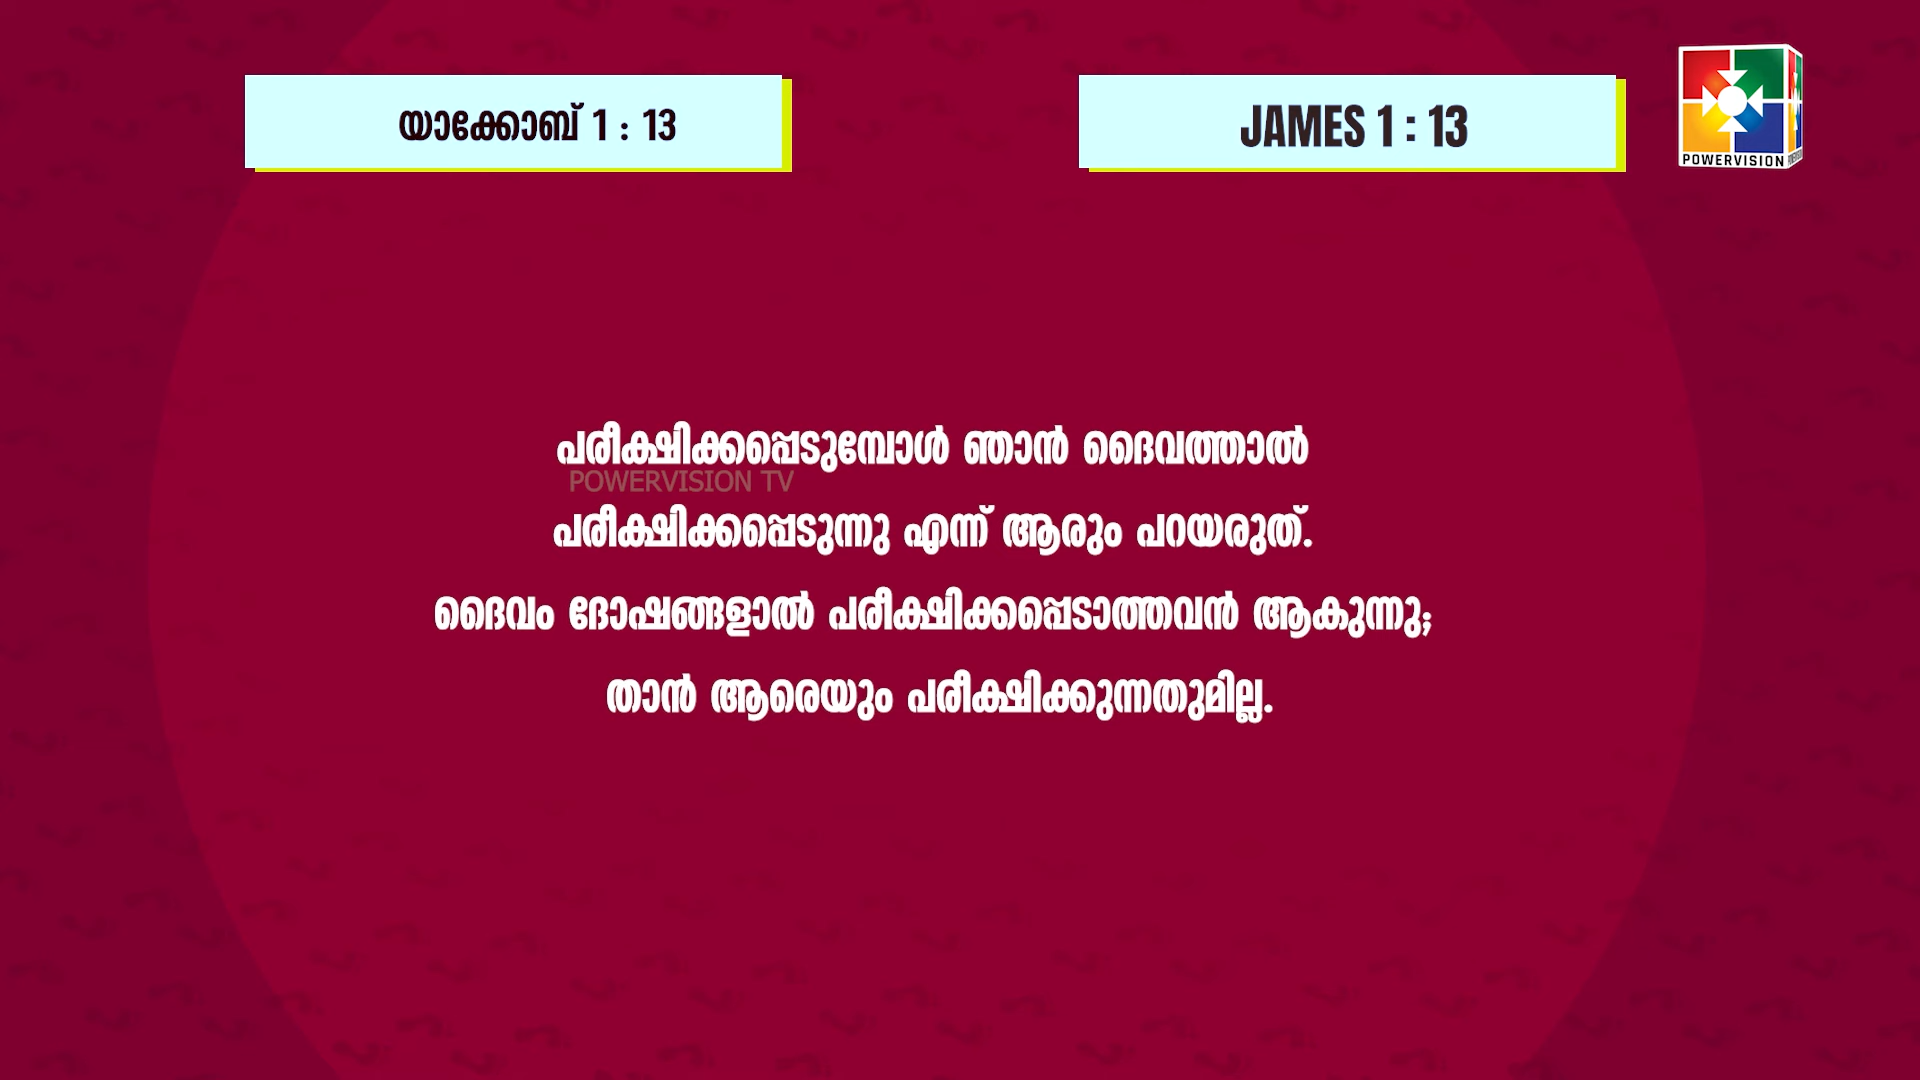 യാക്കോബ് 1 : 13
JAMES 1 : 13
POWERVISION
പരീക്ഷിക്കപ്പെടുമ്പോൾ ഞാൻ ദൈവത്താൽ
POWERVISION TV
പരീക്ഷിക്കപ്പെടുന്നു എന്ന് ആരും പറയരുത്.
ദൈവം ദോഷങ്ങളാൽ പരീക്ഷിക്കപ്പെടാത്തവൻ ആകുന്നു;
താൻ ആരെയും പരീക്ഷിക്കുന്നതുമില്ല.